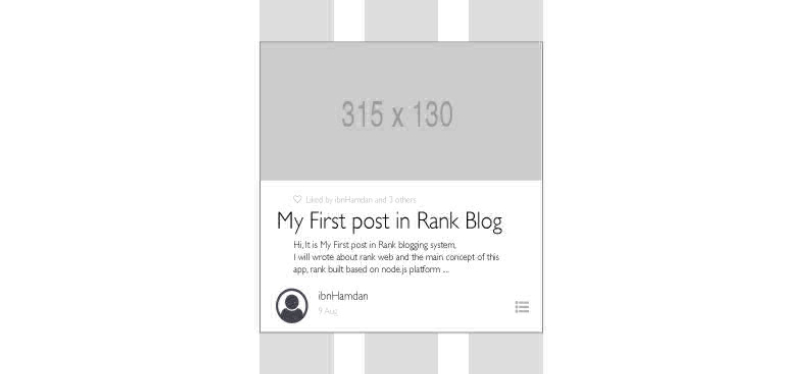 315 x 130
Liked by ibnHamdan and 3 others
My First post in Rank Blog
Hi, It is My First post in Rank blogging system,
I will wrote about rank web and the main concept of this
app, rank built based on node.js platform ...
ibnHamdan
9 Aug